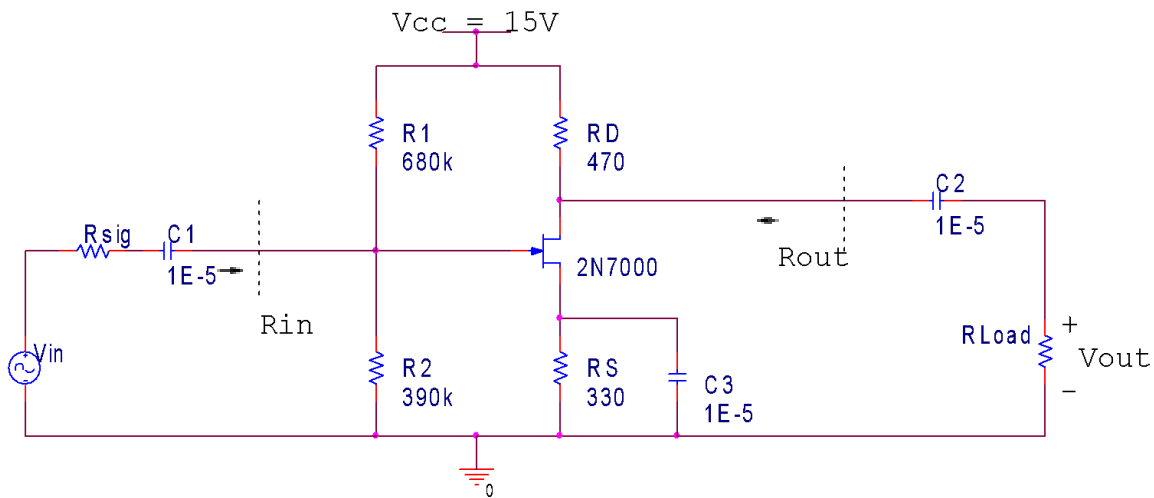 Vcc = 15V
R1
680k
RD
470
Rsig
C1
1E-5
Rin
2N7000
Rout
C2
1E-5
Vin
R2
390k
RS
330
C3
1E-5
RLoad
+
Vout
-
0